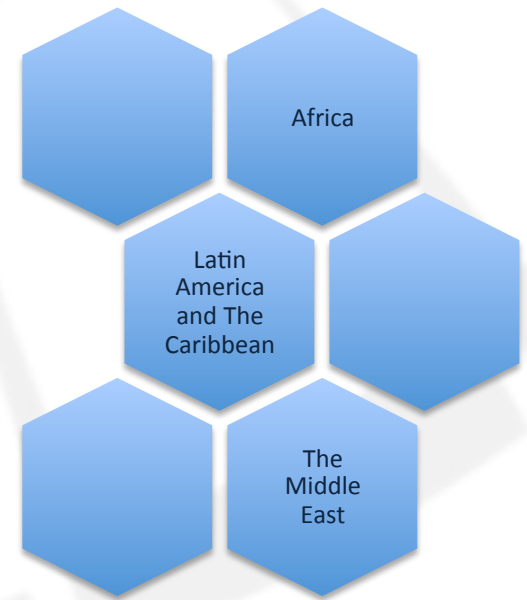 Africa
Latin
America
and The
Caribbean
The
Middle
East